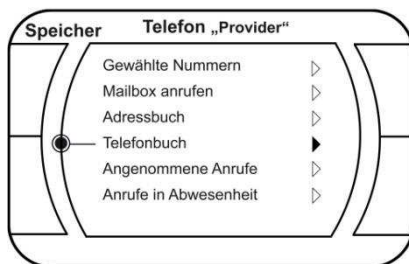 Speicher Telefon „Provider“
Gewählte Nummern
Mailbox anrufen
Adressbuch
Telefonbuch
Angenommene Anrufe
Anrufe in Abwesenheit